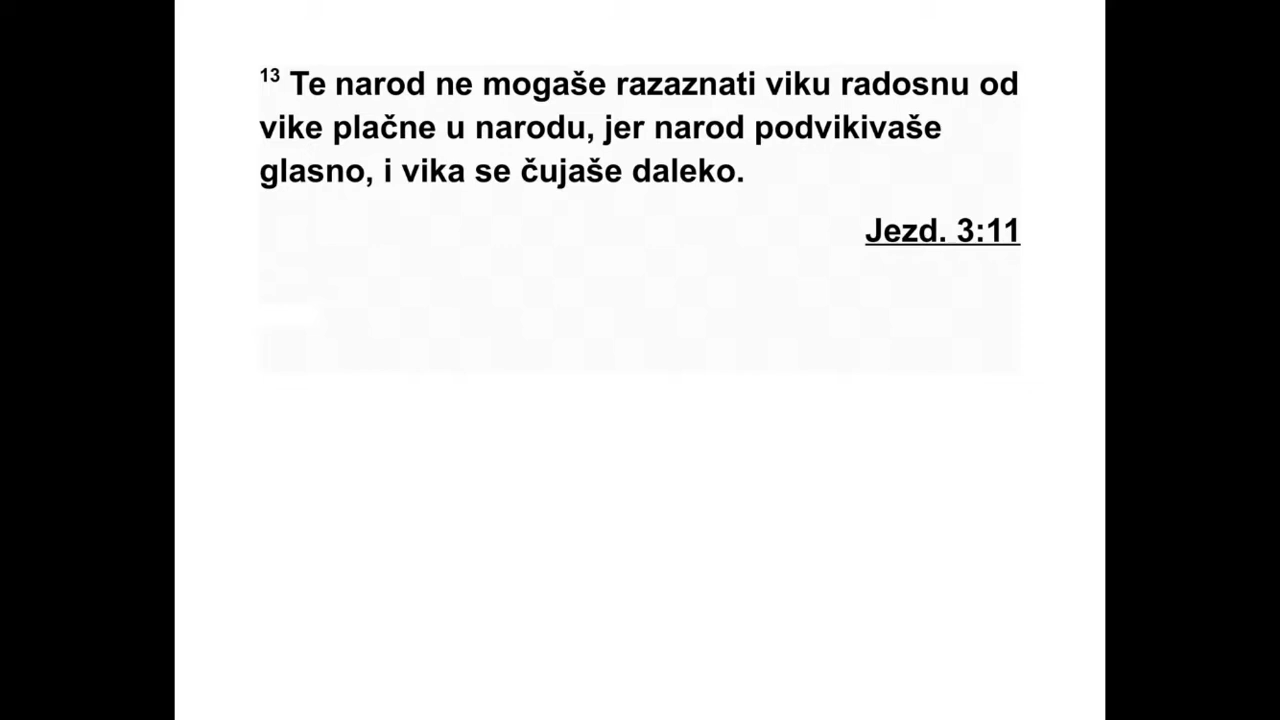 13 Te narod ne mogaše razaznati viku radosnu od
vike plačne u narodu, jer narod podvikivaše
glasno, i vika se čujaše daleko.
Jezd. 3:11